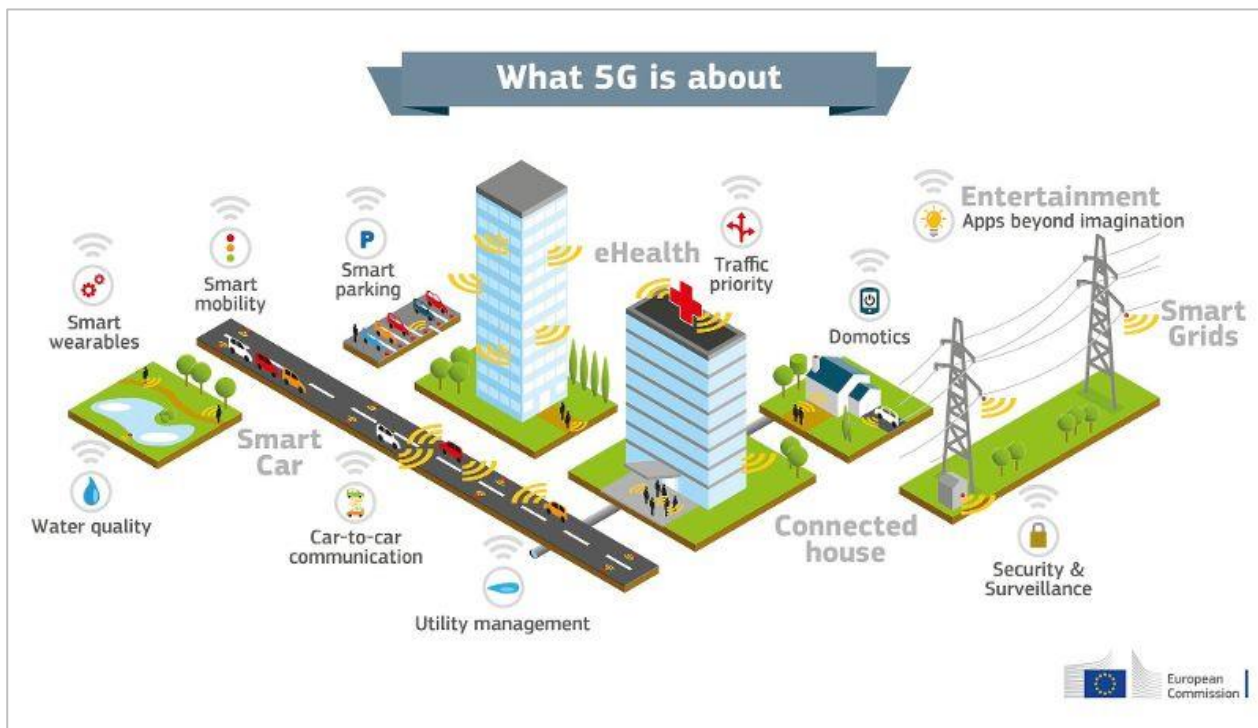 What 5G is about
Entertainment
Apps beyond imagination
eHealth
Traffic
priority
Smart
parking
P
Smart
mobility
Smart
wearables
Domotics
Smart
Grids
Smart
Car
Water quality
Car-to-car
communication
Connected
house
Security &
Surveillance
Utility management
European
Commission